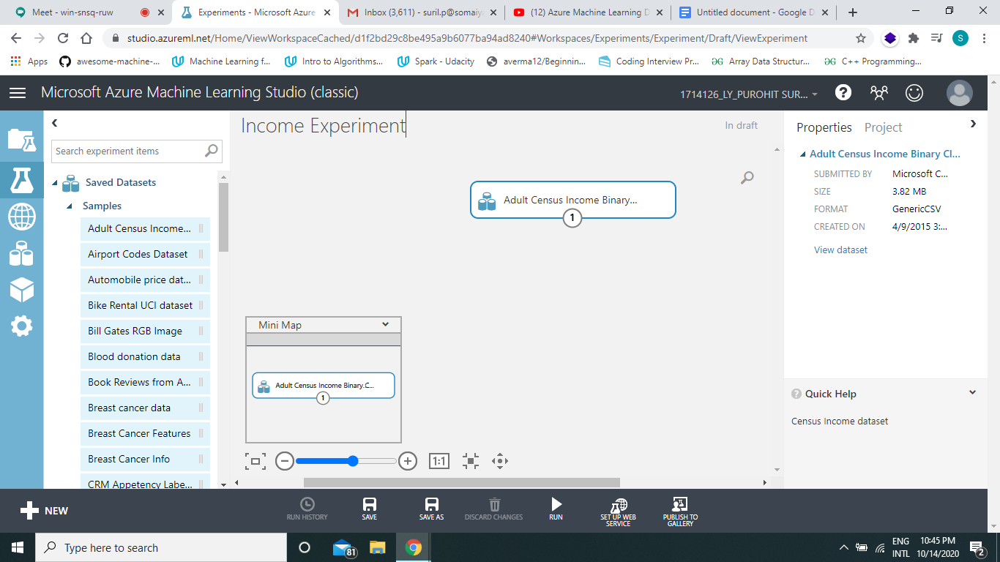 Meet - win-snsq-ruw
Experiments - Microsoft Azure
Inbox (3,611) - suril.p@somaiya
(12) Azure Machine Learning D
Untitled document - Google D
studio.azureml.net/Home/ViewWorkspaceCached/d1f2bd29c8be495a9b6077ba94ad8240#Workspaces/Experiments/Experiment/Draft/ViewExperiment
S
Apps
awesome-machine-...
Machine Learning f...
Intro to Algorithms...
Spark - Udacity
averma12/Beginnin...
Coding Interview Pr...
Array Data Structur...
C++ Programming...
Microsoft Azure Machine Learning Studio (classic)
1714126_LY_PUROHIT SUR...
Search experiment items
Saved Datasets
Samples
Adult Census Income...
Airport Codes Dataset
Automobile price dat...
Bike Rental UCI dataset
Bill Gates RGB Image
Blood donation data
Book Reviews from A...
Breast cancer data
Breast Cancer Features
Breast Cancer Info
CRM Appetency Labe...
Income Experiment
In draft
Adult Census Income Binary...
1
Mini Map
Adult Census Income Binary C...
1
1:1
Properties
Project
Adult Census Income Binary Cl...
SUBMITTED BY Microsoft C...
SIZE 3.82 MB
FORMAT GenericCSV
CREATED ON 4/9/2015 3:...
View dataset
Quick Help
Census Income dataset
NEW
RUN HISTORY
SAVE
SAVE AS
DISCARD CHANGES
RUN
SET UP WEB
SERVICE
PUBLISH TO
GALLERY
Type here to search
81
ENG
INTL
10:45 PM
10/14/2020
2